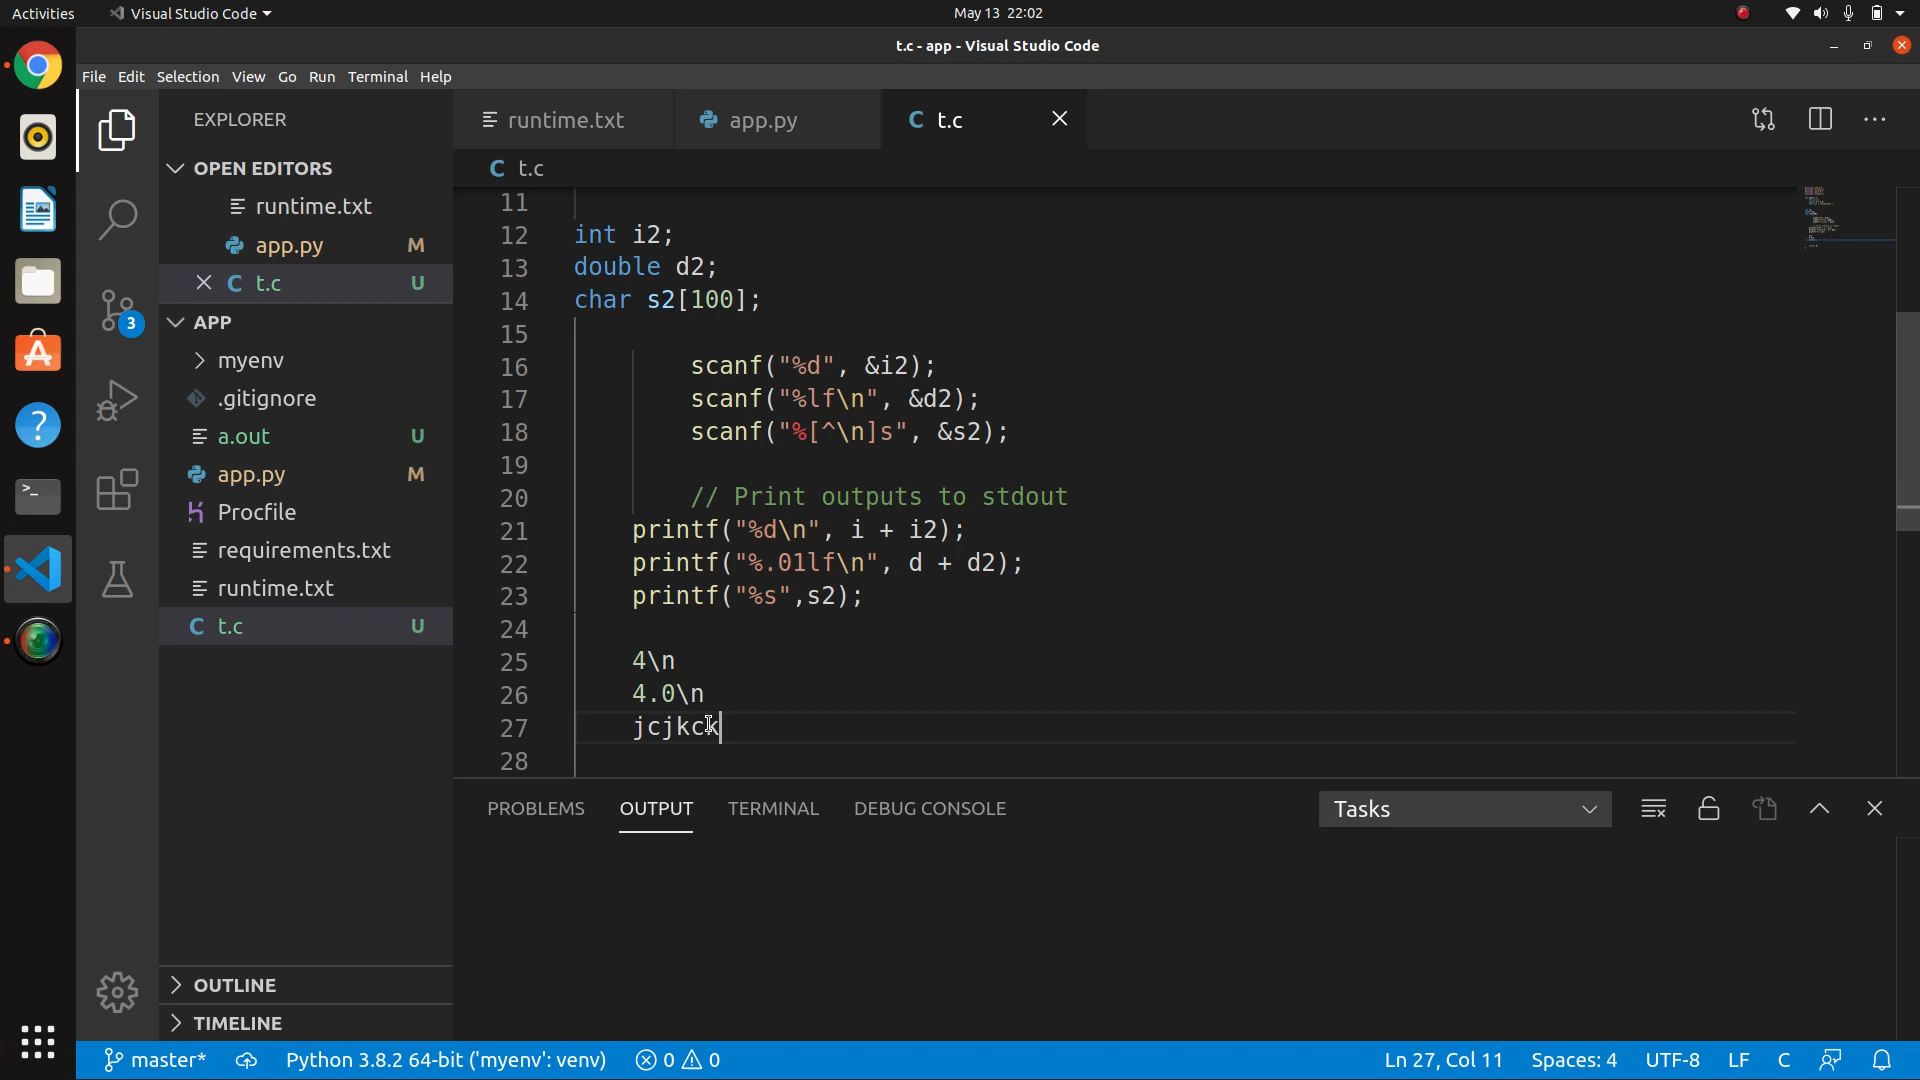 Activities
Visual Studio Code
May 13 22:02
t.c - app - Visual Studio Code
File Edit Selection View Go Run Terminal Help
EXPLORER
OPEN EDITORS
runtime.txt
app.py M
t.c U
3
APP
myenv
.gitignore
a.out U
app.py M
Procfile
requirements.txt
runtime.txt
t.c U
OUTLINE
TIMELINE
runtime.txt
app.py
C t.c
C t.c
11
12 int i2;
13 double d2;
14 char s2[100];
15
16 scanf("%d", &i2);
17 scanf("%lf\n", &d2);
18 scanf("%[^\n]s", &s2);
19
20 // Print outputs to stdout
21 printf("%d\n", i + i2);
22 printf("%.01lf\n", d + d2);
23 printf("%s",s2);
24
25 4\n
26 4.0\n
27 jcjkck
28
PROBLEMS OUTPUT TERMINAL DEBUG CONSOLE
Tasks
master* Python 3.8.2 64-bit ('myenv': venv) 0 0 Ln 27, Col 11 Spaces: 4 UTF-8 LF C